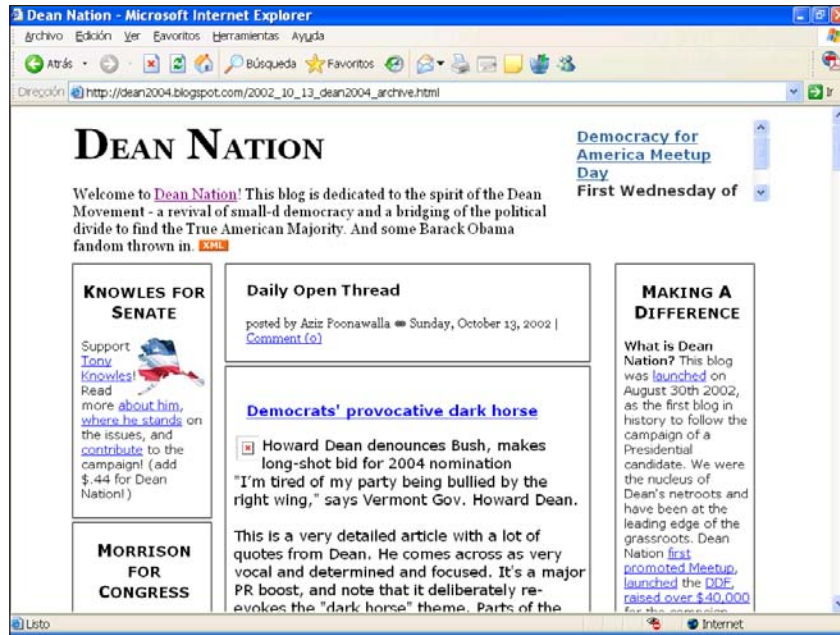 Dean Nation - Microsoft Internet Explorer
Archivo Edición Ver Favoritos Herramientas Ayuda
Atrás Búsqueda Favoritos
Dirección http://dean2004.blogspot.com/2002_10_13_dean2004_archive.html Ir
DEAN NATION
Welcome to Dean Nation! This blog is dedicated to the spirit of the Dean
Movement - a revival of small-d democracy and a bridging of the political
divide to find the True American Majority. And some Barack Obama
fandom thrown in. XML
Democracy for
America Meetup
Day
First Wednesday of
KNOWLES FOR
SENATE
Support
Tony
Knowles!
Read
more about him,
where he stands on
the issues, and
contribute to the
campaign! (add
$.44 for Dean
Nation!)
MORRISON
FOR
CONGRESS
Daily Open Thread
posted by Aziz Poonawalla Sunday, October 13, 2002 |
Comment (0)
Democrats' provocative dark horse
Howard Dean denounces Bush, makes
long-shot bid for 2004 nomination
"I'm tired of my party being bullied by the
right wing," says Vermont Gov. Howard Dean.
This is a very detailed article with a lot of
quotes from Dean. He comes across as very
vocal and determined and focused. It's a major
PR boost, and note that it deliberately re-
evokes the "dark horse" theme. Parts of the
MAKING A
DIFFERENCE
What is Dean
Nation? This blog
was launched on
August 30th 2002,
as the first blog in
history to follow the
campaign of a
Presidential
candidate. We were
the nucleus of
Dean's netroots and
have been at the
leading edge of the
grassroots. Dean
Nation first
promoted Meetup,
launched the DDF,
raised over $40,000
for the campaign
Listo Internet